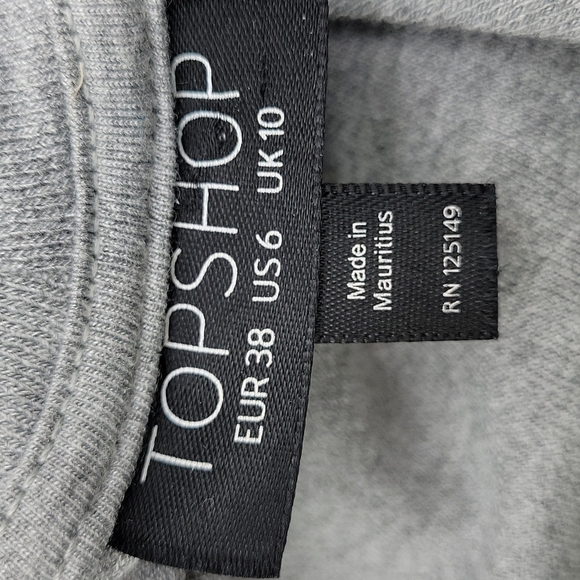 TOPSHOP
EUR 38 US 6 UK 10
Made in
Mauritius
RN 125149